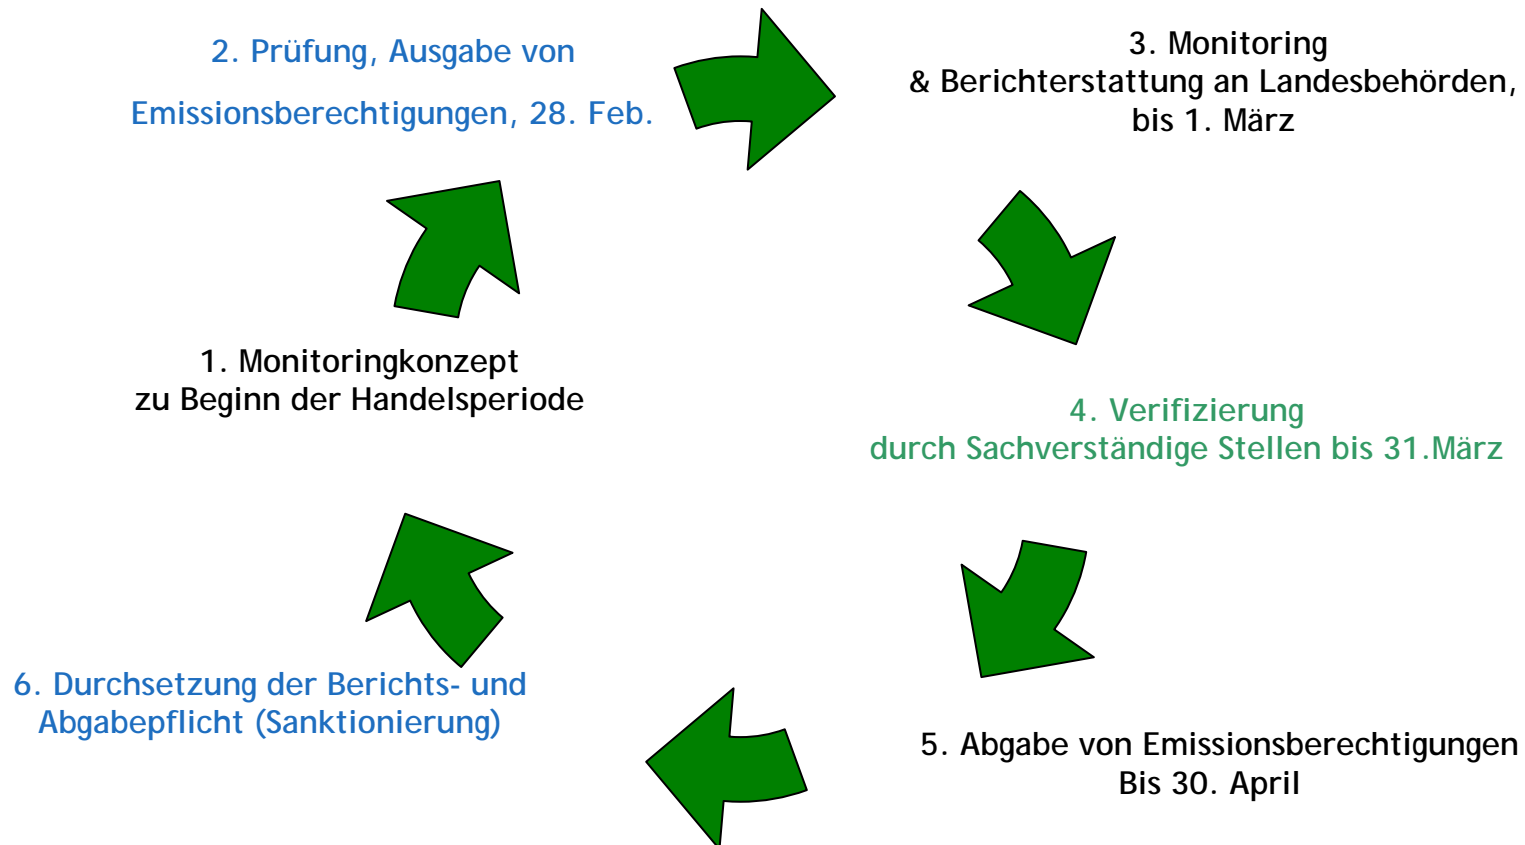 2. Prüfung, Ausgabe von
Emissionsberechtigungen, 28. Feb.
3. Monitoring
& Berichterstattung an Landesbehörden,
bis 1. März
1. Monitoringkonzept
zu Beginn der Handelsperiode
4. Verifizierung
durch Sachverständige Stellen bis 31.März
6. Durchsetzung der Berichts- und
Abgabepflicht (Sanktionierung)
5. Abgabe von Emissionsberechtigungen
Bis 30. April